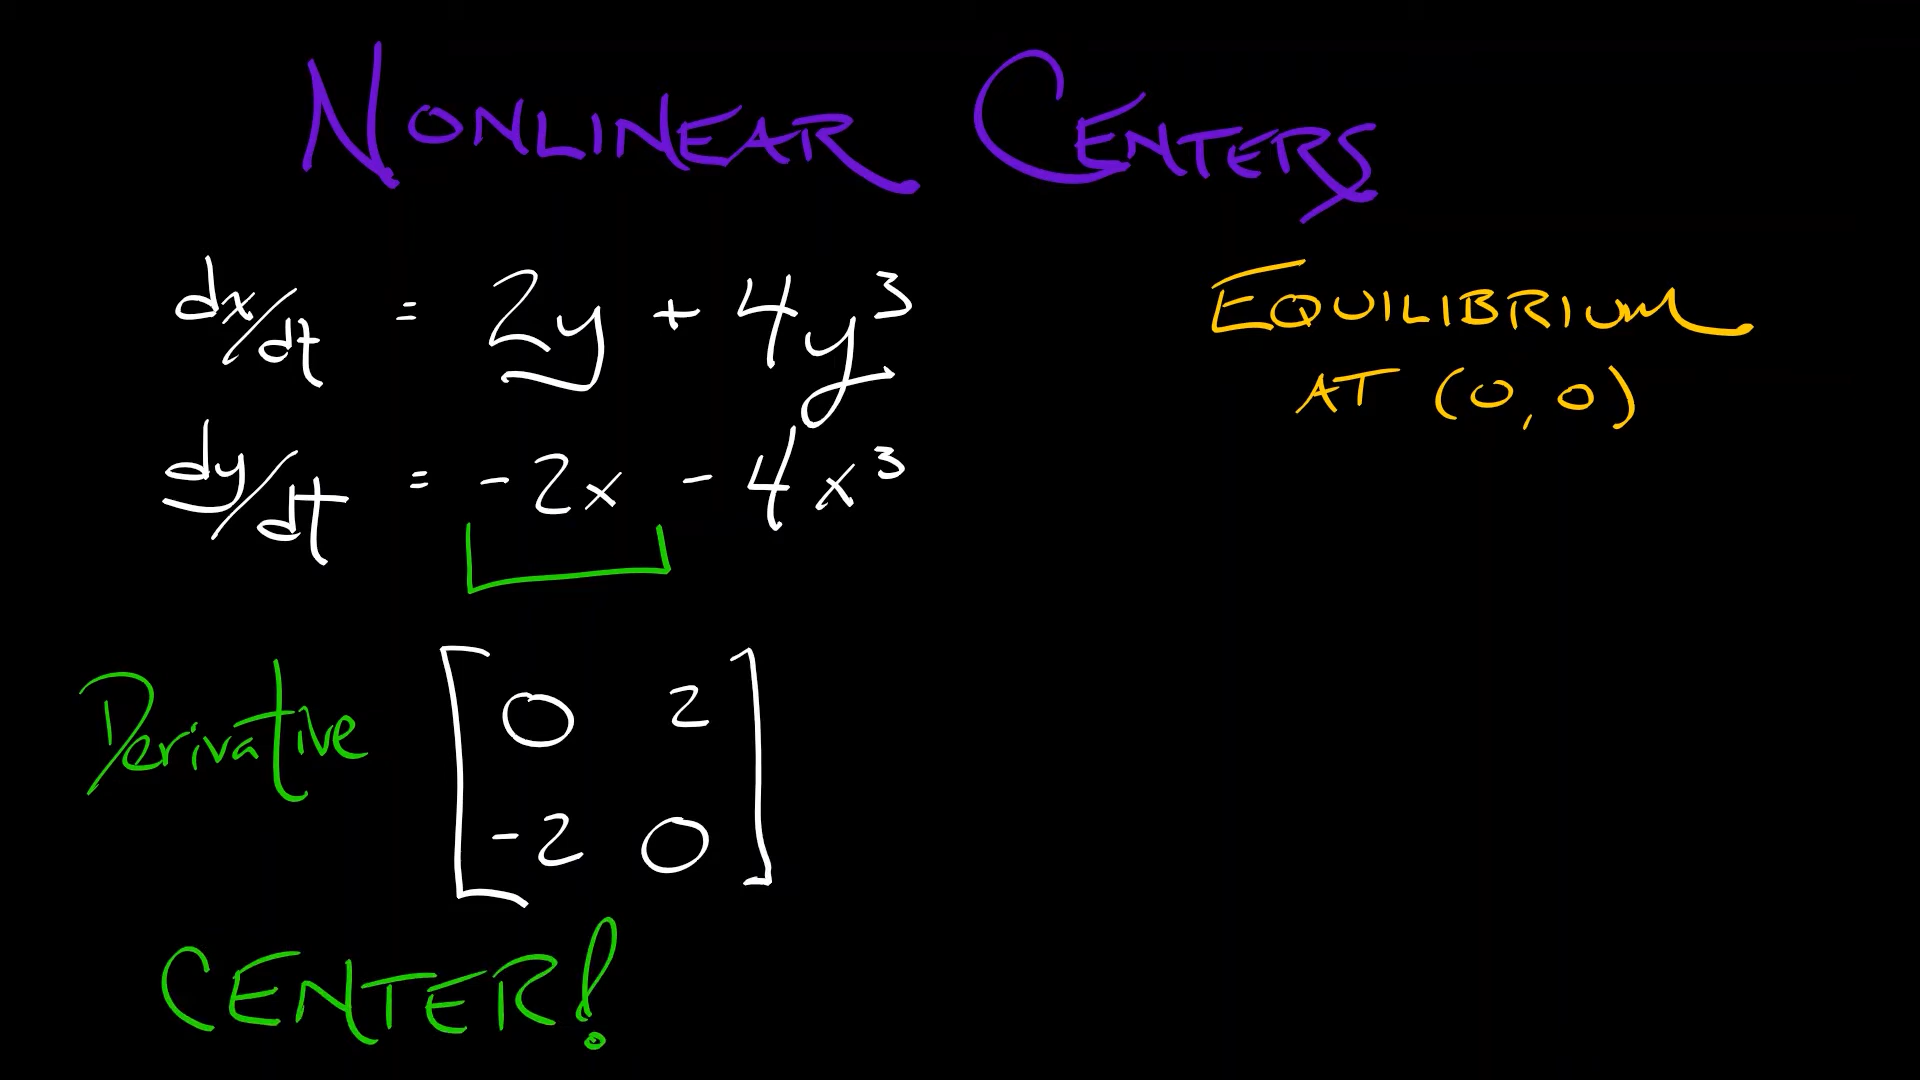 NONLINEAR CENTERS
dx/dt = 2y + 4y³
EQUILIBRIUM
AT (0,0)
dy/dt = -2x - 4x³
Derivative
0 2
-2 0
CENTER!